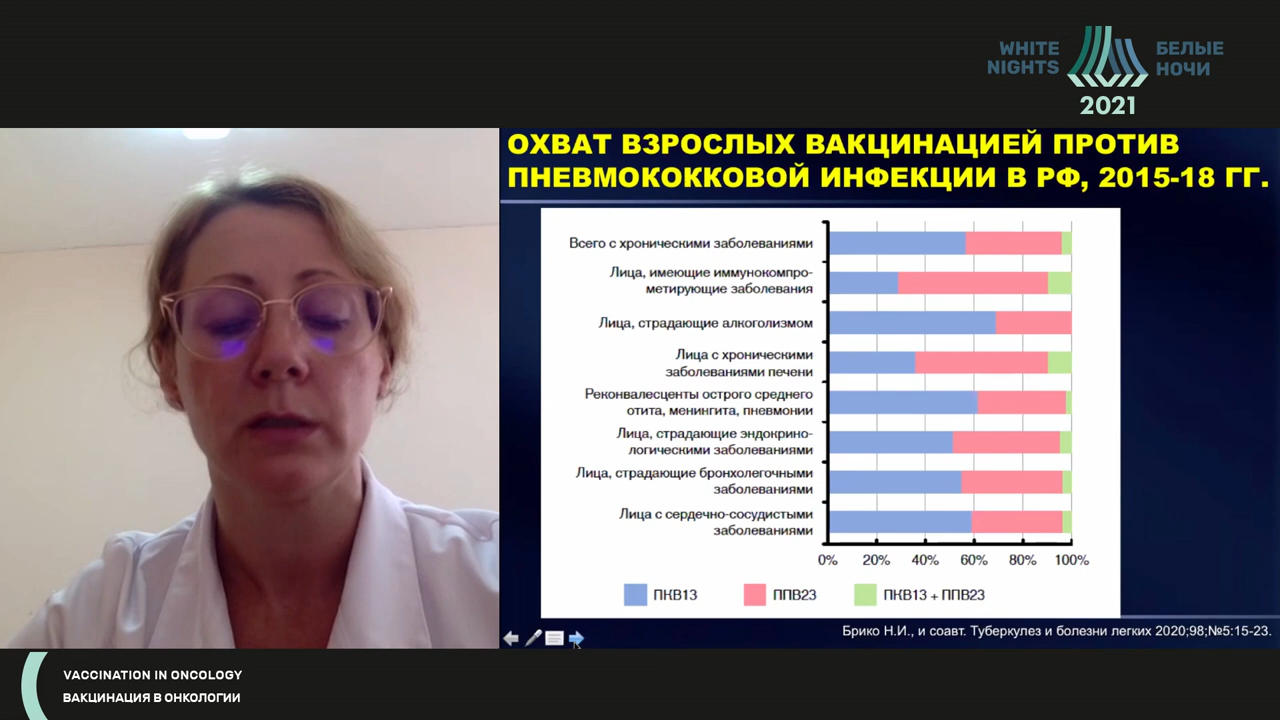 WHITE
NIGHTS
БЕЛЫЕ
НОЧИ
2021
ОХВАТ ВЗРОСЛЫХ ВАКЦИНАЦИЕЙ ПРОТИВ
ПНЕВМОКОККОВОЙ ИНФЕКЦИИ В РФ, 2015-18 ГГ.
Всего с хроническими заболеваниями
Лица, имеющие иммунокомпро-
метирующие заболевания
Лица, страдающие алкоголизмом
Лица с хроническими
заболеваниями печени
Реконвалесценты острого среднего
отита, менингита, пневмонии
Лица, страдающие эндокрино-
логическими заболеваниями
Лица, страдающие бронхолегочными
заболеваниями
Лица с сердечно-сосудистыми
заболеваниями
0% 20% 40% 60% 80% 100%
ПКВ13 ППВ23 ПКВ13 + ППВ23
Брико Н.И., и соавт. Туберкулез и болезни легких 2020;98;№5:15-23.
VACCINATION IN ONCOLOGY
ВАКЦИНАЦИЯ В ОНКОЛОГИИ